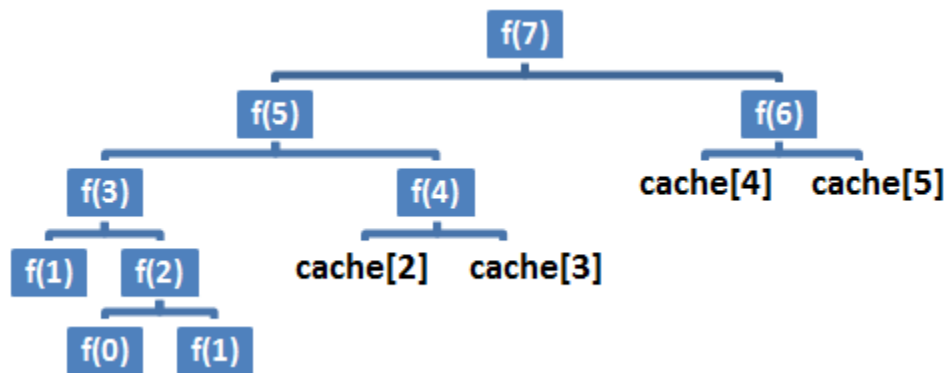 f(7)
f(5) f(6)
f(3) f(4) cache[4] cache[5]
f(1) f(2) cache[2] cache[3]
f(0) f(1)